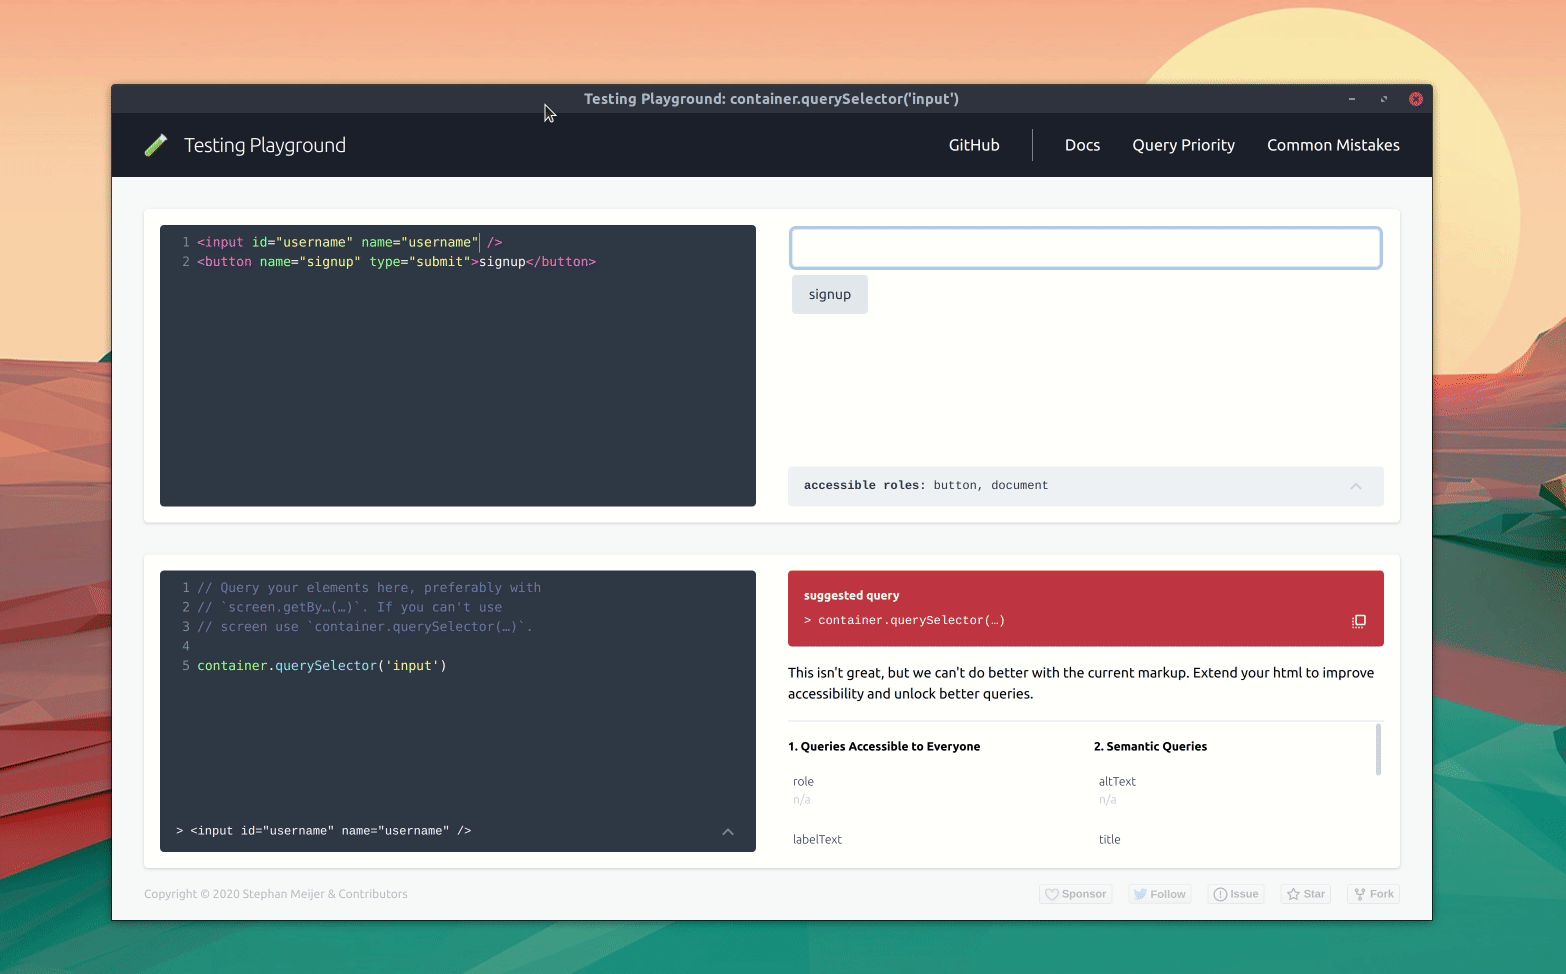 Testing Playground: container.querySelector('input')
Testing Playground
GitHub
Docs
Query Priority
Common Mistakes
1 <input id="username" name="username" />
2 <button name="signup" type="submit">signup</button>
signup
accessible roles: button, document
1 // Query your elements here, preferably with
2 // `screen.getBy…(…)`. If you can't use
3 // screen use `container.querySelector(…)`.
4
5 container.querySelector('input')
> <input id="username" name="username" />
suggested query
> container.querySelector(…)
This isn't great, but we can't do better with the current markup. Extend your html to improve
accessibility and unlock better queries.
1. Queries Accessible to Everyone
role
n/a
labelText
2. Semantic Queries
altText
n/a
title
Copyright © 2020 Stephan Meijer & Contributors
Sponsor
Follow
Issue
Star
Fork